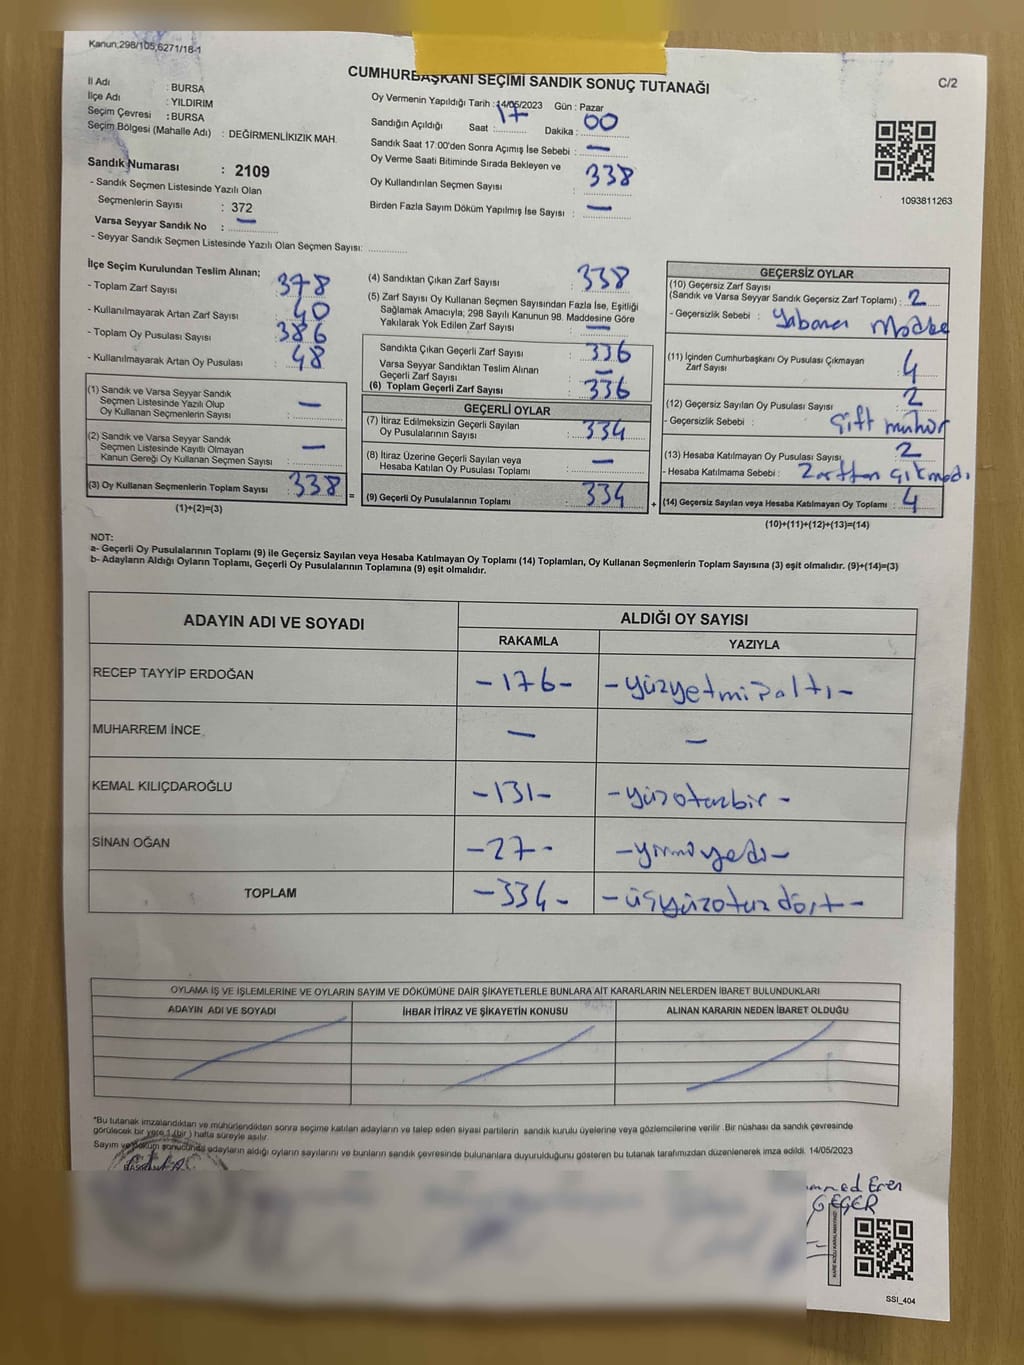 Kanun,298/105,6271/18-1
CUMHURBAŞKANI SEÇİMİ SANDIK SONUÇ TUTANAĞI
C/2
İl Adı : BURSA
İlçe Adı : YILDIRIM
Seçim Çevresi : BURSA
Seçim Bölgesi (Mahalle Adı) : DEĞİRMENLİKIZIK MAH.
Sandık Numarası : 2109
- Sandık Seçmen Listesinde Yazılı Olan
Seçmenlerin Sayısı : 372
Varsa Seyyar Sandık No : —
- Seyyar Sandık Seçmen Listesinde Yazılı Olan Seçmen Sayısı:
Oy Vermenin Yapıldığı Tarih : 14/05/2023 Gün : Pazar
Sandığın Açıldığı Saat : 17 Dakika : 00
Sandık Saat 17:00'den Sonra Açımış İse Sebebi : —
Oy Verme Saati Bitiminde Sırada Bekleyen ve
Oy Kullandırılan Seçmen Sayısı : 338
Birden Fazla Sayım Döküm Yapılmış İse Sayısı : —
1093811263
İlçe Seçim Kurulundan Teslim Alınan;
- Toplam Zarf Sayısı : 378
- Kullanılmayarak Artan Zarf Sayısı : 40
- Toplam Oy Pusulası Sayısı : 386
- Kullanılmayarak Artan Oy Pusulası : 48
(1) Sandık ve Varsa Seyyar Sandık
Seçmen Listesinde Yazılı Olup
Oy Kullanan Seçmenlerin Sayısı : —
(2) Sandık ve Varsa Seyyar Sandık
Seçmen Listesinde Kayıtlı Olmayan
Kanun Gereği Oy Kullanan Seçmen Sayısı : —
(3) Oy Kullanan Seçmenlerin Toplam Sayısı : 338 =
(1)+(2)=(3)
(4) Sandıktan Çıkan Zarf Sayısı : 338
(5) Zarf Sayısı Oy Kullanan Seçmen Sayısından Fazla İse, Eşitliği
Sağlamak Amacıyla; 298 Sayılı Kanunun 98. Maddesine Göre
Yakılarak Yok Edilen Zarf Sayısı : —
Sandıkta Çıkan Geçerli Zarf Sayısı : 336
Varsa Seyyar Sandıktan Teslim Alınan
Geçerli Zarf Sayısı : —
(6) Toplam Geçerli Zarf Sayısı : 336
GEÇERLİ OYLAR
(7) İtiraz Edilmeksizin Geçerli Sayılan
Oy Pusulalarının Sayısı : 334
(8) İtiraz Üzerine Geçerli Sayılan veya
Hesaba Katılan Oy Pusulası Toplamı : —
(9) Geçerli Oy Pusulalarının Toplamı : 334 +
GEÇERSİZ OYLAR
(10) Geçersiz Zarf Sayısı
(Sandık ve Varsa Seyyar Sandık Geçersiz Zarf Toplamı) : 2
- Geçersizlik Sebebi : Yabancı Madde
(11) İçinden Cumhurbaşkanı Oy Pusulası Çıkmayan
Zarf Sayısı : 4
(12) Geçersiz Sayılan Oy Pusulası Sayısı : 2
- Geçersizlik Sebebi : Çift mühür
(13) Hesaba Katılmayan Oy Pusulası Sayısı : 2
- Hesaba Katılmama Sebebi : Zarftan çıkmadı
(14) Geçersiz Sayılan veya Hesaba Katılmayan Oy Toplamı : 4
(10)+(11)+(12)+(13)=(14)
NOT:
a- Geçerli Oy Pusulalarının Toplamı (9) ile Geçersiz Sayılan veya Hesaba Katılmayan Oy Toplamı (14) Toplamları, Oy Kullanan Seçmenlerin Toplam Sayısına (3) eşit olmalıdır. (9)+(14)=(3)
b- Adayların Aldığı Oyların Toplamı, Geçerli Oy Pusulalarının Toplamına (9) eşit olmalıdır.
ADAYIN ADI VE SOYADI ALDIĞI OY SAYISI
RAKAMLA YAZIYLA
RECEP TAYYİP ERDOĞAN -176- -yüzyetmişaltı-
MUHARREM İNCE — —
KEMAL KILIÇDAROĞLU -131- -yüzotuzbir-
SİNAN OĞAN -27- -yirmiyedi-
TOPLAM -334- -üçyüzotuzdört-
OYLAMA İŞ VE İŞLEMLERİNE VE OYLARIN SAYIM VE DÖKÜMÜNE DAİR ŞİKAYETLERLE BUNLARA AİT KARARLARIN NELERDEN İBARET BULUNDUKLARI
ADAYIN ADI VE SOYADI İHBAR İTİRAZ VE ŞİKAYETİN KONUSU ALINAN KARARIN NEDEN İBARET OLDUĞU
*Bu tutanak imzalandıktan ve mühürlendikten sonra seçime katılan adayların ve talep eden siyasi partilerin sandık kurulu üyelerine veya gözlemcilerine verilir. Bir nüshası da sandık çevresinde
görülecek bir yere 1 (bir) hafta süreyle asılır.
Sayım ve döküm sonucunda adayların aldığı oyların sayılarını ve bunların sandık çevresinde bulunanlara duyurulduğunu gösteren bu tutanak tarafımızdan düzenlenerek imza edildi. 14/05/2023
Eren
GEGER
SSI_404